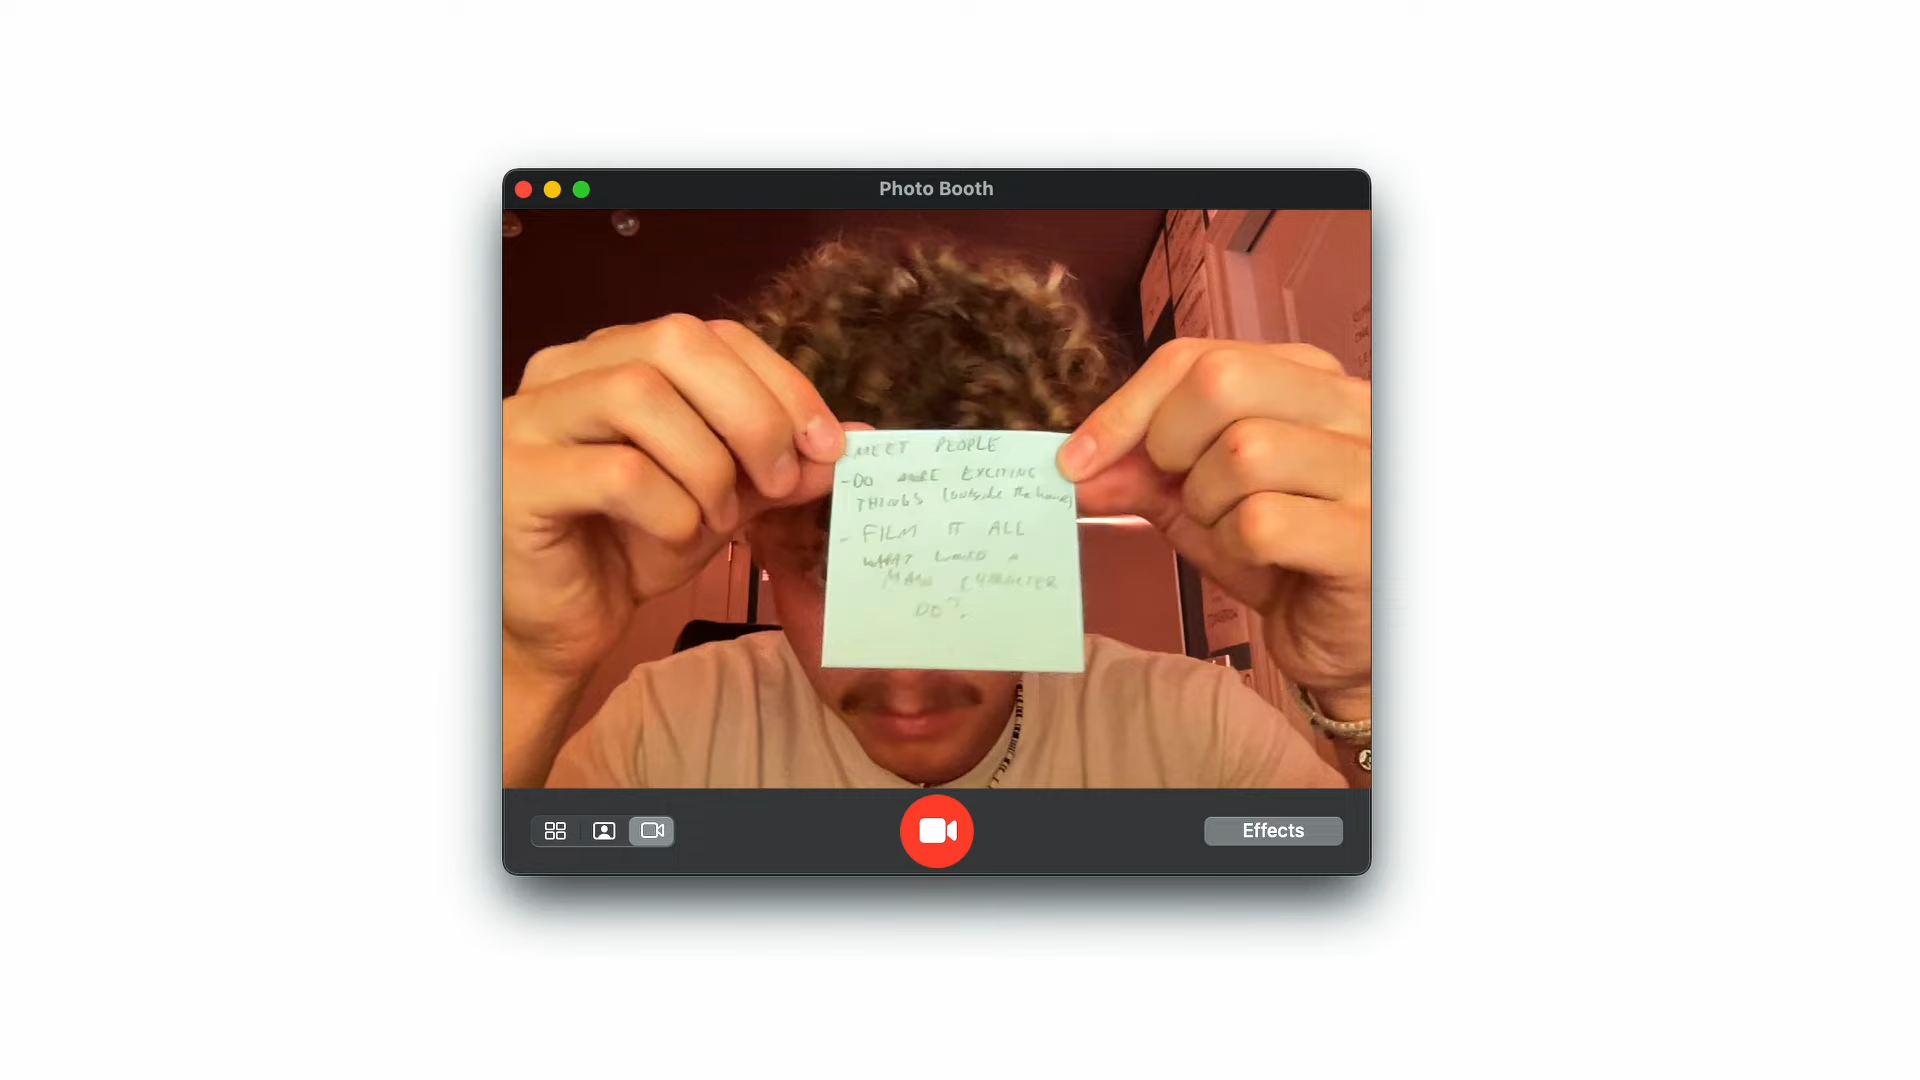 Photo Booth
- MEET PEOPLE
- DO MORE EXCITING
THINGS (outside the house)
- FILM IT ALL
WHAT WOULD A
MAIN CHARACTER
DO?
Effects